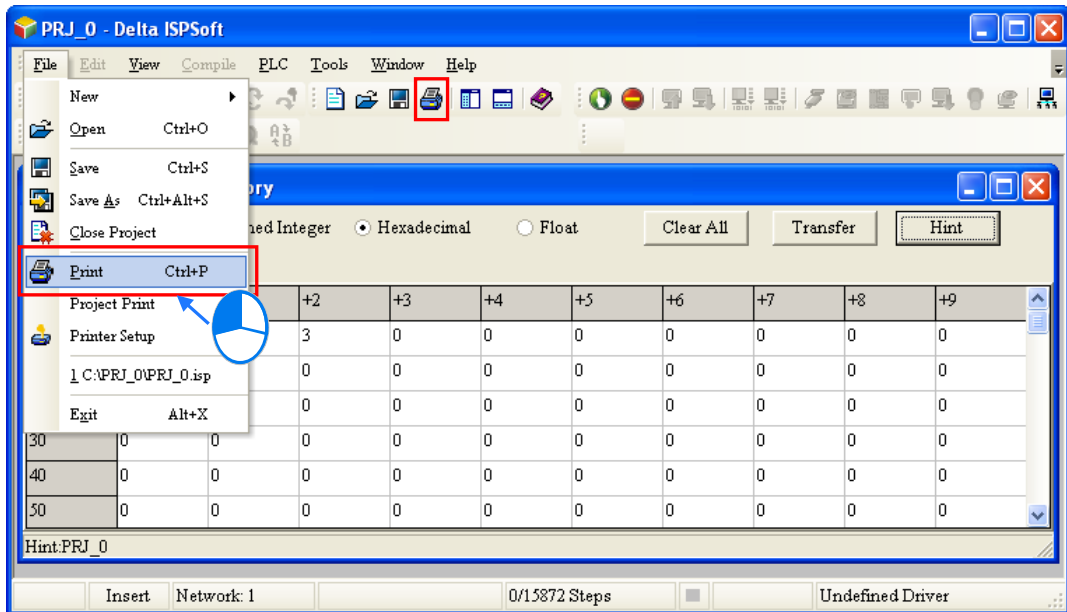 PRJ_0 - Delta ISPSoft
File Edit View Compile PLC Tools Window Help
New
Open Ctrl+O
Save Ctrl+S
Save As Ctrl+Alt+S
Close Project
Print Ctrl+P
Project Print
Printer Setup
1 C:\PRJ_0\PRJ_0.isp
Exit Alt+X
ory
ned Integer Hexadecimal Float Clear All Transfer Hint
+2 +3 +4 +5 +6 +7 +8 +9
3 0 0 0 0 0 0 0
0 0 0 0 0 0 0 0
0 0 0 0 0 0 0 0
30 0 0 0 0 0 0 0 0 0 0
40 0 0 0 0 0 0 0 0 0 0
50 0 0 0 0 0 0 0 0 0 0
Hint:PRJ_0
Insert Network: 1 0/15872 Steps Undefined Driver